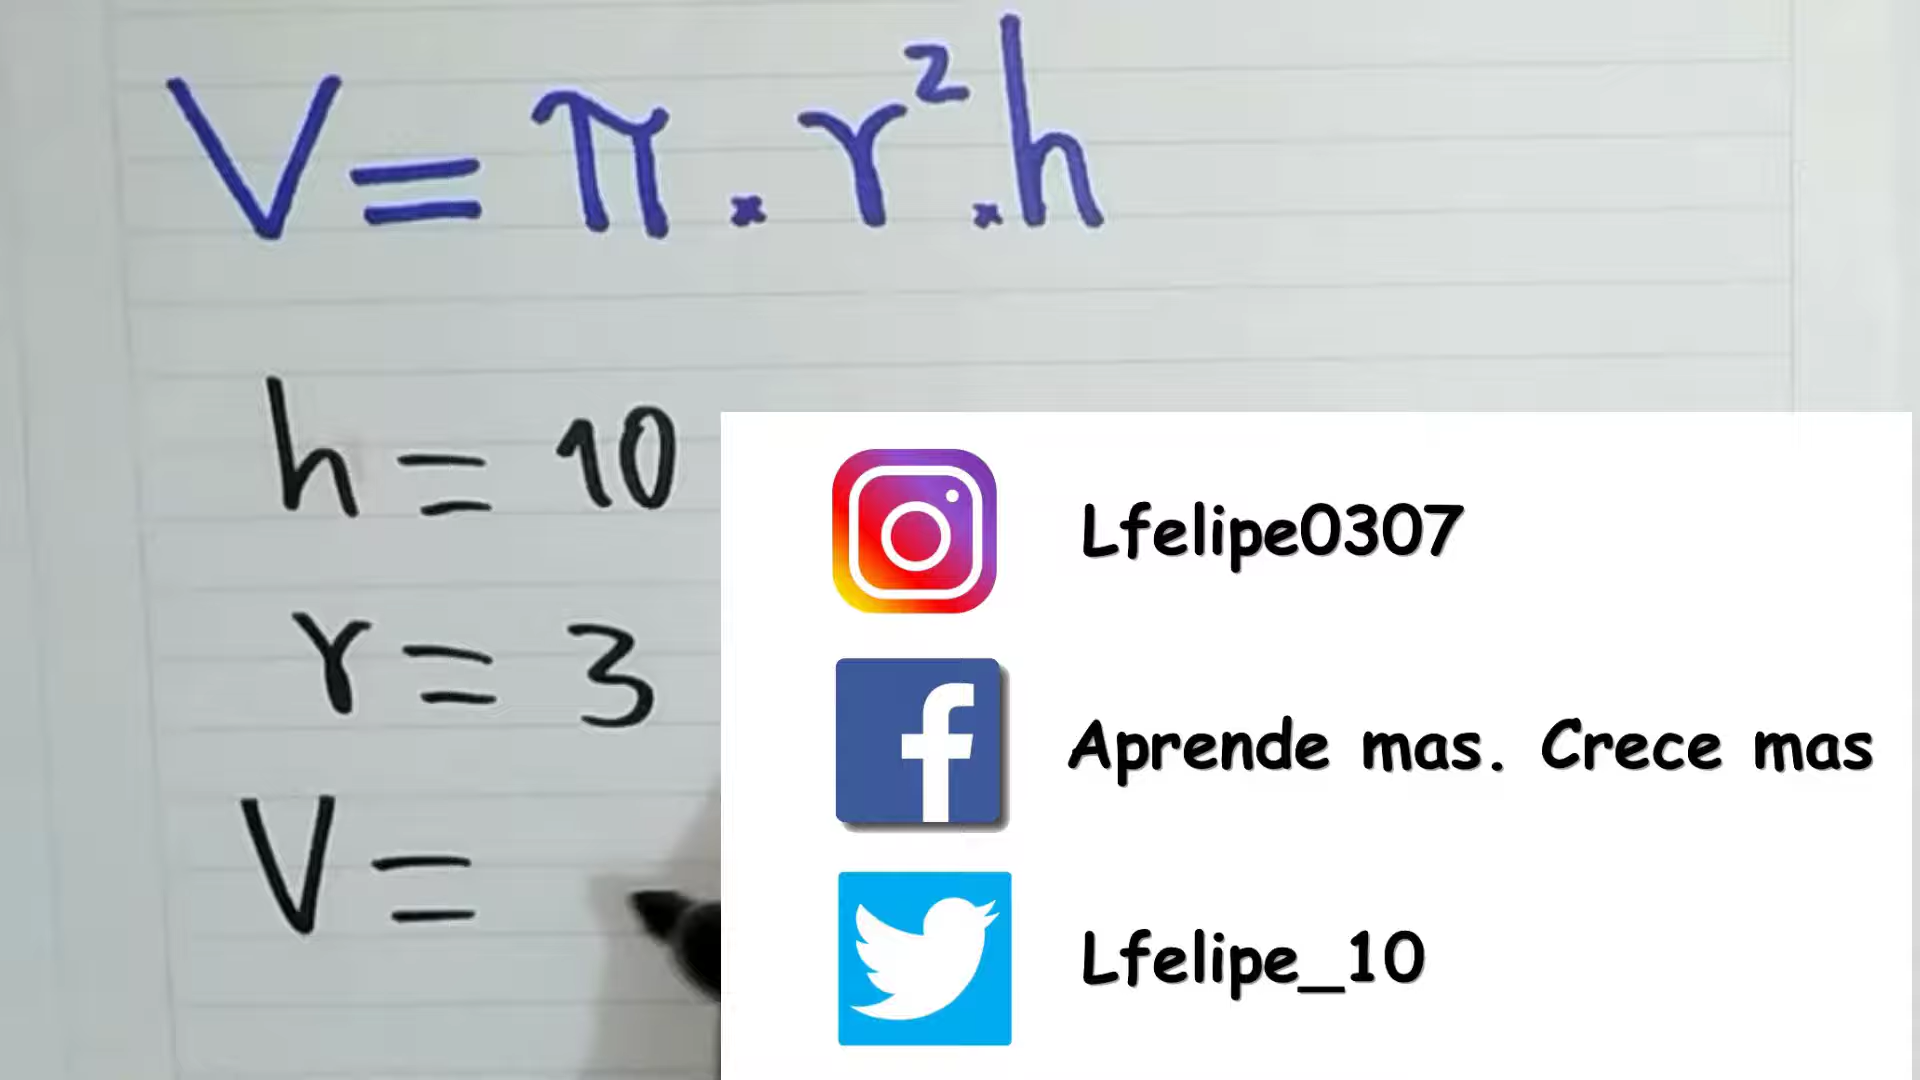 V = π . r² . h
h = 10
r = 3
V =
Lfelipe0307
Aprende mas. Crece mas
Lfelipe_10